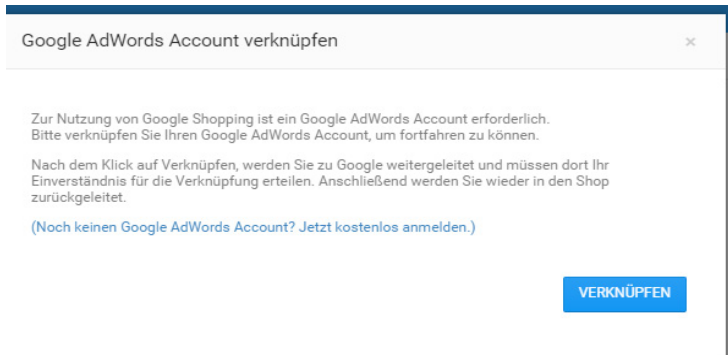 Google AdWords Account verknüpfen
×
Zur Nutzung von Google Shopping ist ein Google AdWords Account erforderlich.
Bitte verknüpfen Sie Ihren Google AdWords Account, um fortfahren zu können.
Nach dem Klick auf Verknüpfen, werden Sie zu Google weitergeleitet und müssen dort Ihr
Einverständnis für die Verknüpfung erteilen. Anschließend werden Sie wieder in den Shop
zurückgeleitet.
(Noch keinen Google AdWords Account? Jetzt kostenlos anmelden.)
VERKNÜPFEN